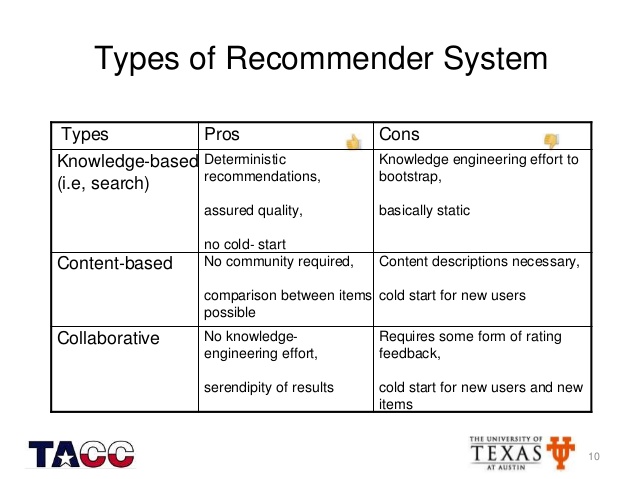 Types of Recommender System
Types
Pros
Cons
Knowledge-based
(i.e, search)
Deterministic
recommendations,
assured quality,
no cold- start
Knowledge engineering effort to
bootstrap,
basically static
Content-based
No community required,
comparison between items
possible
Content descriptions necessary,
cold start for new users
Collaborative
No knowledge-
engineering effort,
serendipity of results
Requires some form of rating
feedback,
cold start for new users and new
items
TACC
THE UNIVERSITY OF
TEXAS
AT AUSTIN
10